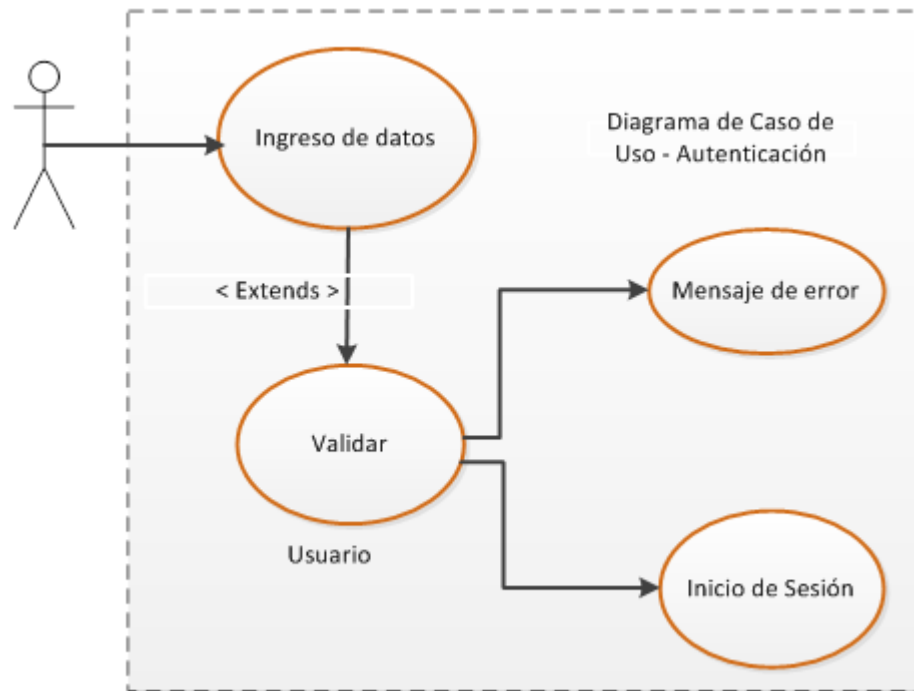 Ingreso de datos
Diagrama de Caso de
Uso - Autenticación
< Extends >
Mensaje de error
Validar
Usuario
Inicio de Sesión